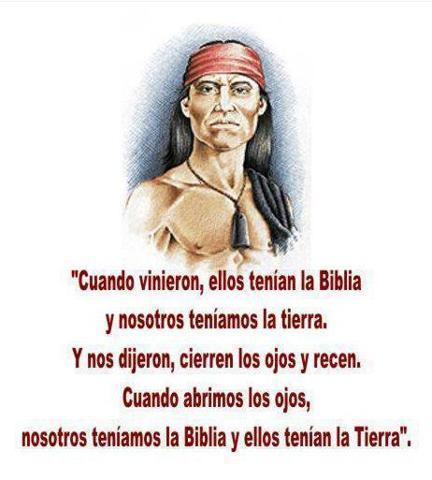 "Cuando vinieron, ellos tenían la Biblia
y nosotros teníamos la tierra.
Y nos dijeron, cierren los ojos y recen.
Cuando abrimos los ojos,
nosotros teníamos la Biblia y ellos tenían la Tierra".